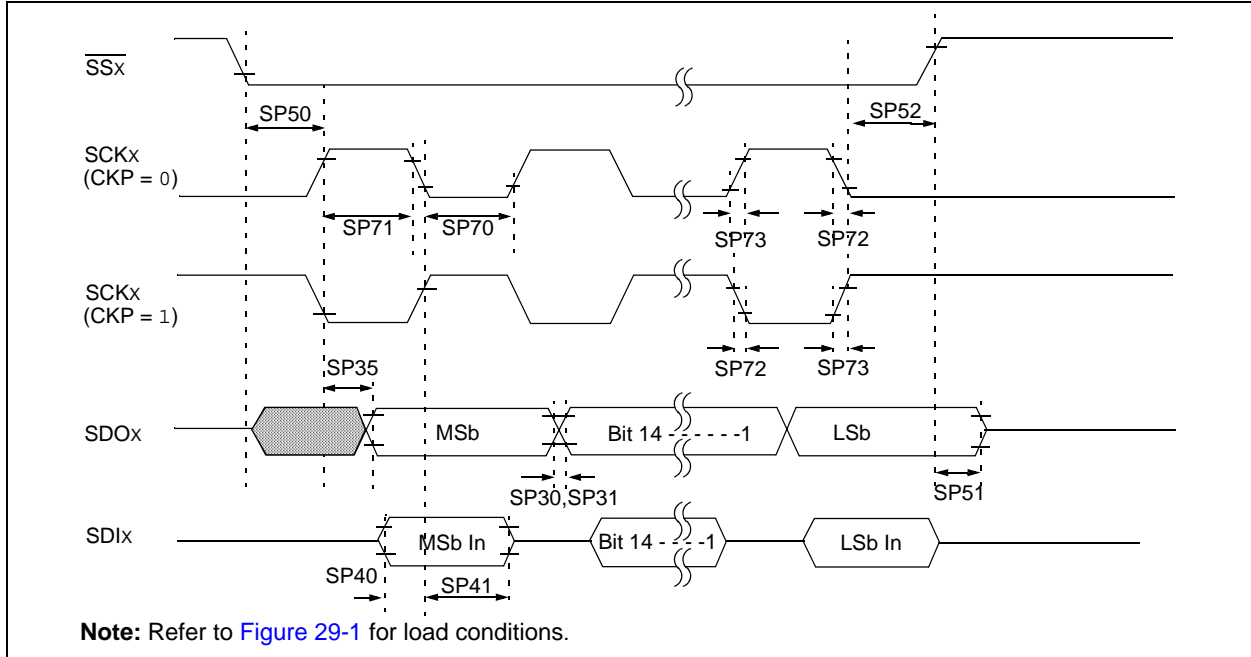 SSX
SP50
SP52
SCKX
(CKP = 0)
SP71
SP70
SP73
SP72
SCKX
(CKP = 1)
SP35
SP72
SP73
SDOX
MSb
Bit 14 - - - - - -1
LSb
SP30,SP31
SP51
SDIX
MSb In
Bit 14 - - - -1
LSb In
SP40
SP41
Note: Refer to Figure 29-1 for load conditions.